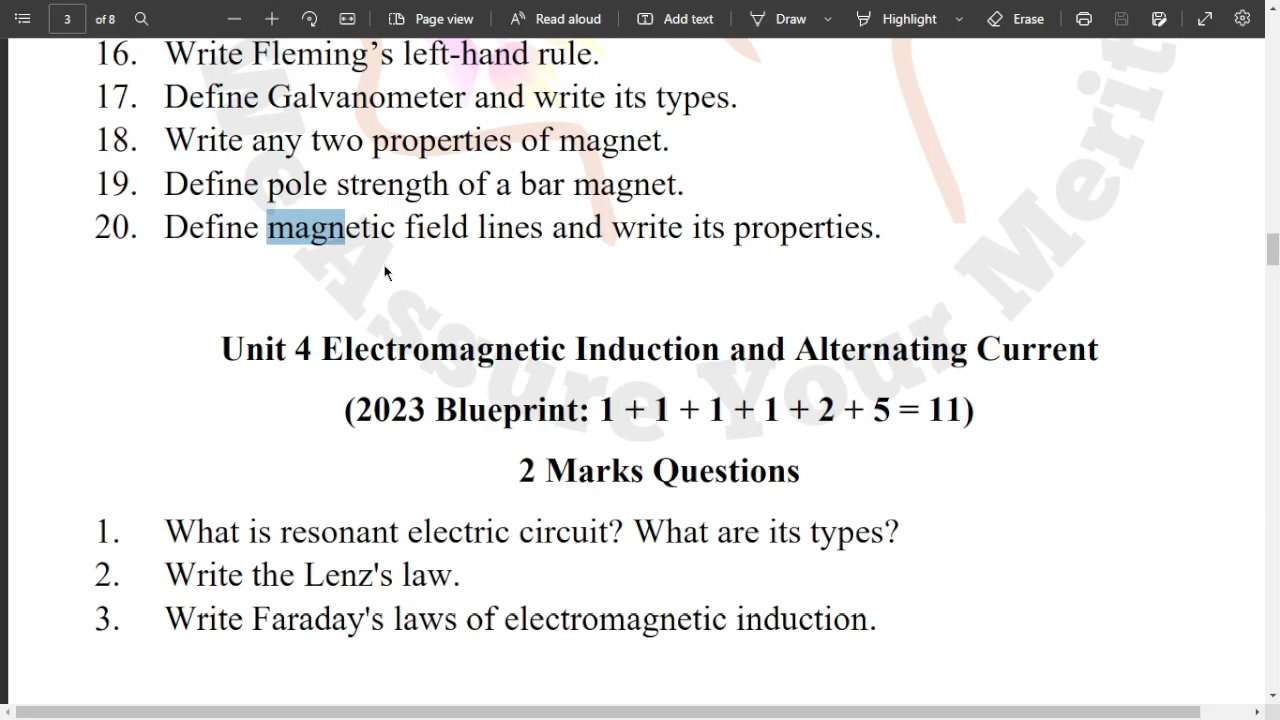 3 of 8 Page view Read aloud Add text Draw Highlight Erase
16. Write Fleming’s left-hand rule.
17. Define Galvanometer and write its types.
18. Write any two properties of magnet.
19. Define pole strength of a bar magnet.
20. Define magnetic field lines and write its properties.
Unit 4 Electromagnetic Induction and Alternating Current
(2023 Blueprint: 1 + 1 + 1 + 1 + 2 + 5 = 11)
2 Marks Questions
1. What is resonant electric circuit? What are its types?
2. Write the Lenz's law.
3. Write Faraday's laws of electromagnetic induction.
We Assure Your Merit